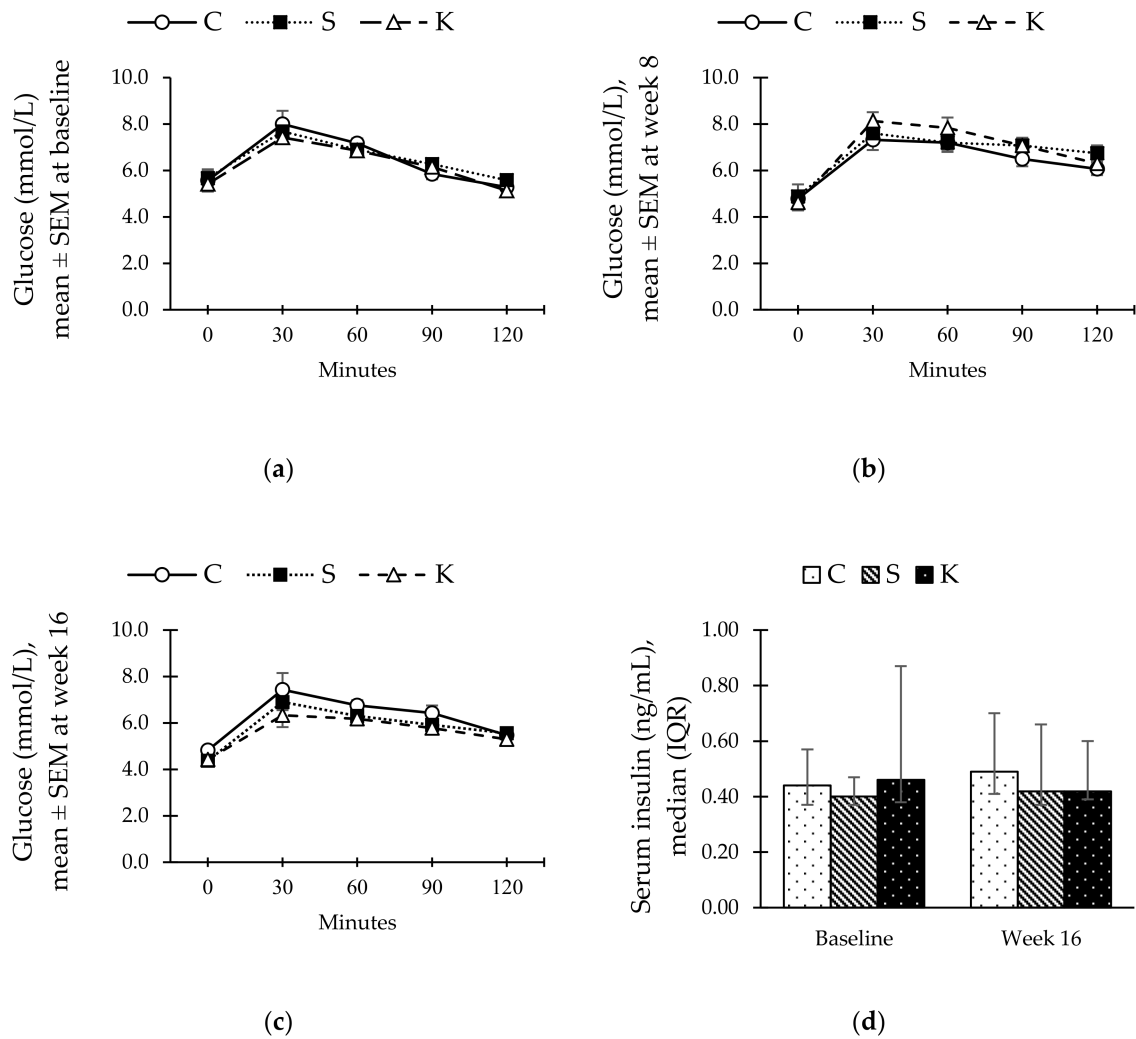 C S K
Glucose (mmol/L)
mean ± SEM at baseline
10.0
8.0
6.0
4.0
2.0
0.0
0 30 60 90 120
Minutes
(a)
C S K
Glucose (mmol/L),
mean ± SEM at week 8
10.0
8.0
6.0
4.0
2.0
0.0
0 30 60 90 120
Minutes
(b)
C S K
Glucose (mmol/L),
mean ± SEM at week 16
10.0
8.0
6.0
4.0
2.0
0.0
0 30 60 90 120
Minutes
(c)
C S K
Serum insulin (ng/mL),
median (IQR)
1.00
0.80
0.60
0.40
0.20
0.00
Baseline Week 16
(d)